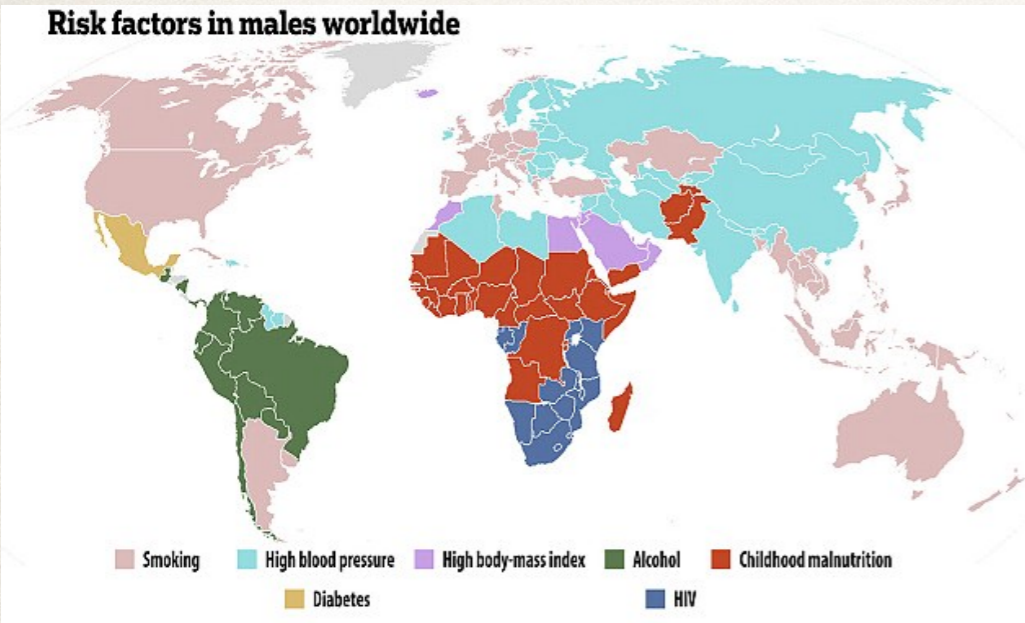 Risk factors in males worldwide
Smoking High blood pressure High body-mass index Alcohol Childhood malnutrition
Diabetes HIV